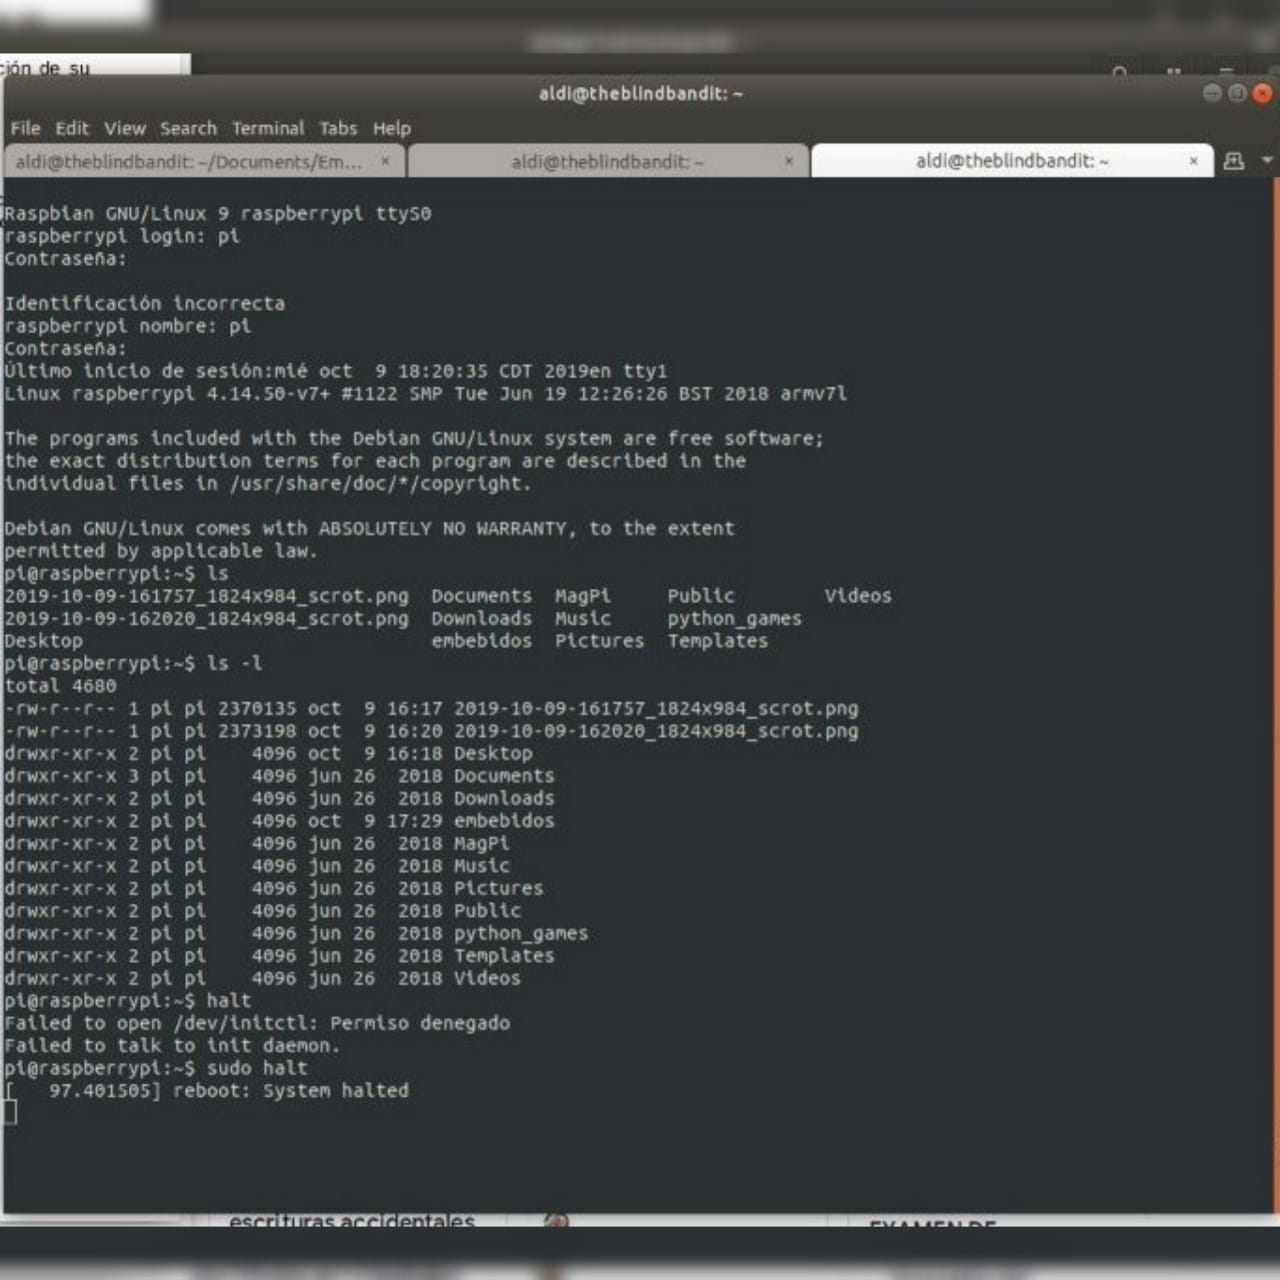 ción de su
aldi@theblindbandit: ~
File Edit View Search Terminal Tabs Help
aldi@theblindbandit: ~/Documents/Em... × aldi@theblindbandit: ~ × aldi@theblindbandit: ~ ×
Raspbian GNU/Linux 9 raspberrypi ttyS0
raspberrypi login: pi
Contraseña:
Identificación incorrecta
raspberrypi nombre: pi
Contraseña:
Último inicio de sesión:mié oct  9 18:20:35 CDT 2019en tty1
Linux raspberrypi 4.14.50-v7+ #1122 SMP Tue Jun 19 12:26:26 BST 2018 armv7l
The programs included with the Debian GNU/Linux system are free software;
the exact distribution terms for each program are described in the
individual files in /usr/share/doc/*/copyright.
Debian GNU/Linux comes with ABSOLUTELY NO WARRANTY, to the extent
permitted by applicable law.
pi@raspberrypi:~$ ls
2019-10-09-161757_1824x984_scrot.png  Documents  MagPi     Public        Videos
2019-10-09-162020_1824x984_scrot.png  Downloads  Music     python_games
Desktop                               embebidos  Pictures  Templates
pi@raspberrypi:~$ ls -l
total 4680
-rw-r--r-- 1 pi pi 2370135 oct  9 16:17 2019-10-09-161757_1824x984_scrot.png
-rw-r--r-- 1 pi pi 2373198 oct  9 16:20 2019-10-09-162020_1824x984_scrot.png
drwxr-xr-x 2 pi pi    4096 oct  9 16:18 Desktop
drwxr-xr-x 3 pi pi    4096 jun 26  2018 Documents
drwxr-xr-x 2 pi pi    4096 jun 26  2018 Downloads
drwxr-xr-x 2 pi pi    4096 oct  9 17:29 embebidos
drwxr-xr-x 2 pi pi    4096 jun 26  2018 MagPi
drwxr-xr-x 2 pi pi    4096 jun 26  2018 Music
drwxr-xr-x 2 pi pi    4096 jun 26  2018 Pictures
drwxr-xr-x 2 pi pi    4096 jun 26  2018 Public
drwxr-xr-x 2 pi pi    4096 jun 26  2018 python_games
drwxr-xr-x 2 pi pi    4096 jun 26  2018 Templates
drwxr-xr-x 2 pi pi    4096 jun 26  2018 Videos
pi@raspberrypi:~$ halt
Failed to open /dev/initctl: Permiso denegado
Failed to talk to init daemon.
pi@raspberrypi:~$ sudo halt
[   97.401505] reboot: System halted
escrituras accidentales
EXAMEN DE